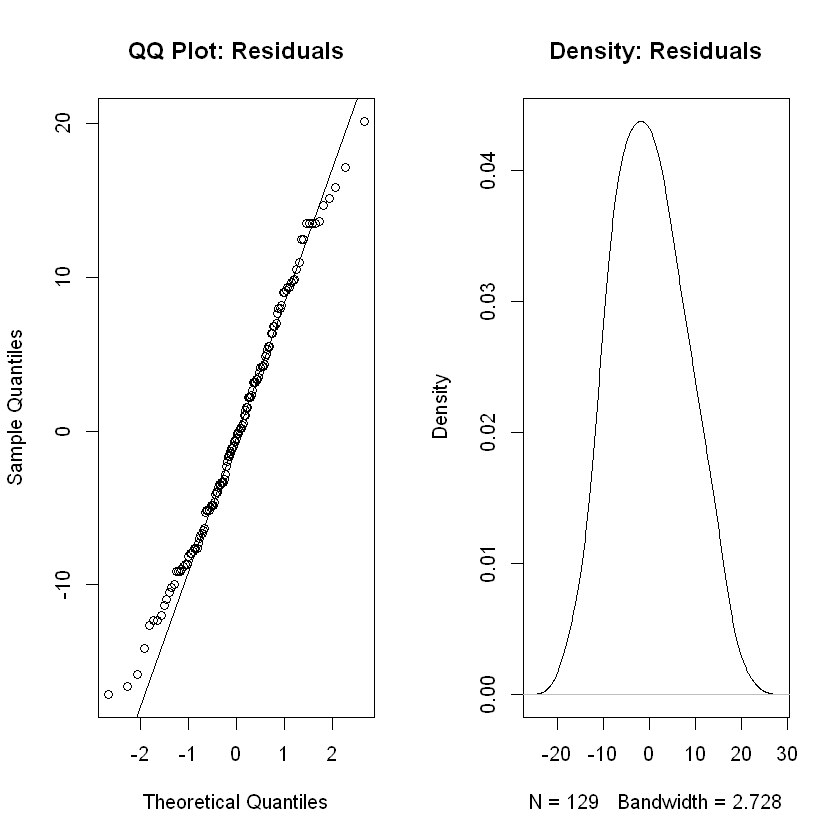 QQ Plot: Residuals
Sample Quantiles
20
10
0
-10
-2 -1 0 1 2
Theoretical Quantiles
Density: Residuals
Density
0.04
0.03
0.02
0.01
0.00
-20 -10 0 10 20 30
N = 129 Bandwidth = 2.728